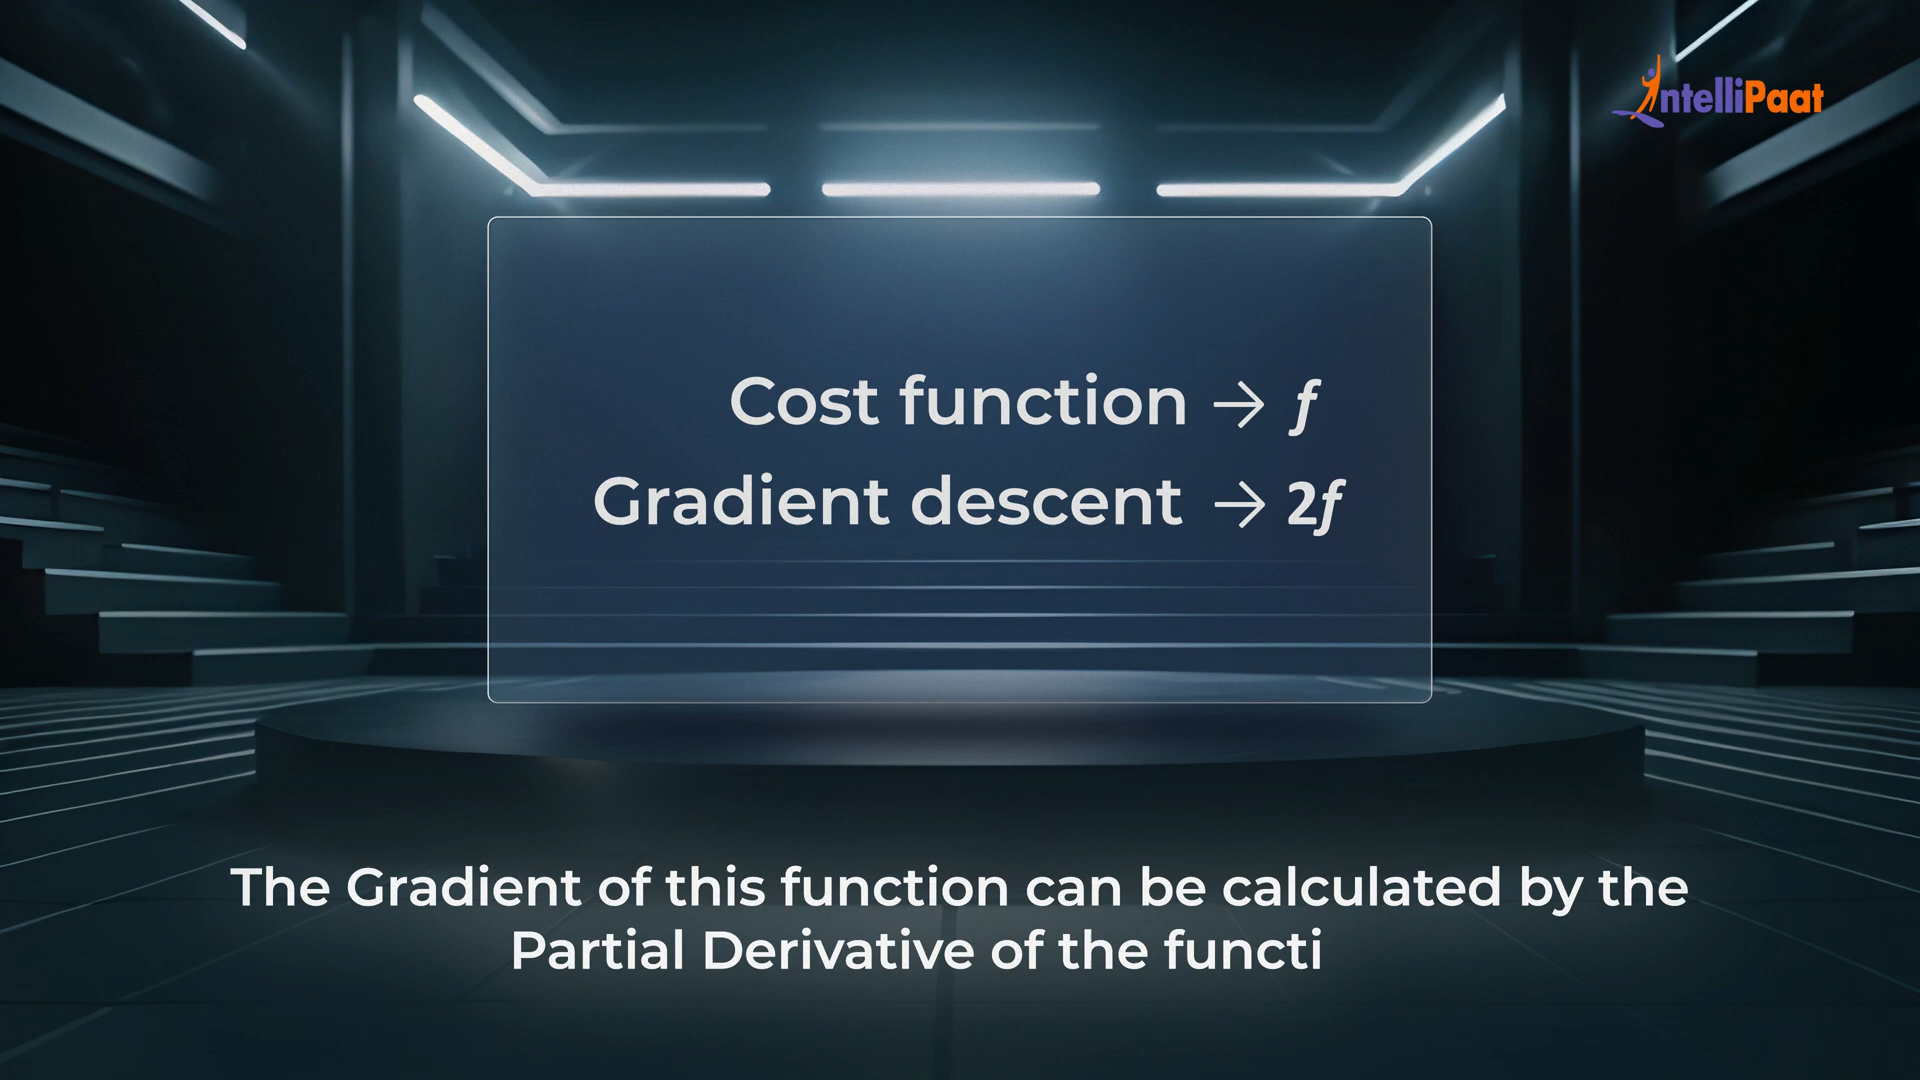 IntelliPaat
Cost function → f
Gradient descent → 2f
The Gradient of this function can be calculated by the
Partial Derivative of the functi